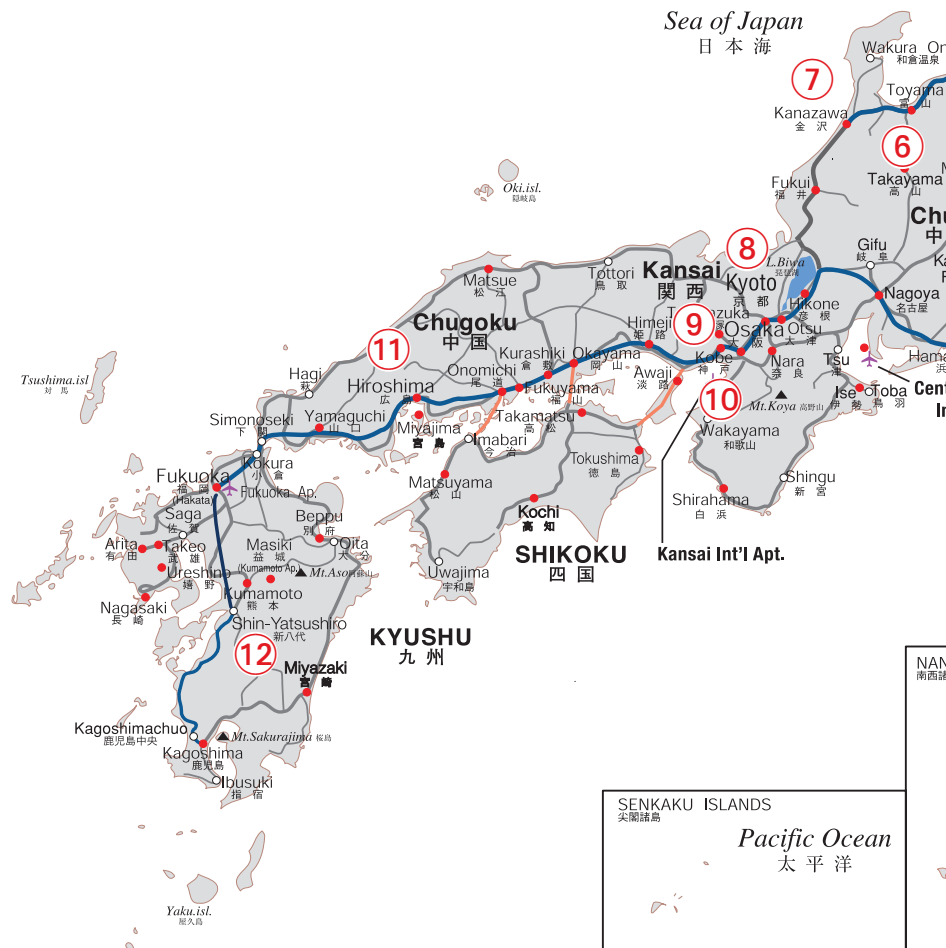 Sea of Japan
日本海
Wakura On
和倉温泉
7
Toyama
富山
Kanazawa
金沢
6
Takayama
高山
Oki.isl.
隠岐島
Fukui
福井
Chu
中
8
Gifu
岐阜
L.Biwa
琵琶湖
Kansai
関西
Kyoto
京都
Tottori
鳥取
Matsue
松江
Hikone
彦根
Nagoya
名古屋
Chugoku
中国
Himeji
姫路
9
Osaka
大阪
Otsu
大津
11
Kurashiki
倉敷
Okayama
岡山
Kobe
神戸
Nara
奈良
Tsu
津
Hama
浜
Onomichi
尾道
Awaji
淡路
Hagi
萩
Hiroshima
広島
Fukuyama
福山
10
Mt.Koya 高野山
Ise
伊勢
Toba
鳥羽
Cent
In
Tsushima.isl
対馬
Simonoseki
下関
Yamaguchi
山口
Miyajima
宮島
Takamatsu
高松
Imabari
今治
Wakayama
和歌山
Kokura
小倉
Tokushima
徳島
Fukuoka
福岡
(Hakata)
Fukuoka Ap.
Matsuyama
松山
Shingu
新宮
Shirahama
白浜
Saga
佐賀
Beppu
別府
Kochi
高知
Arita
有田
Takeo
武雄
Masiki
益城
(Kumamoto Ap.)
Oita
大分
SHIKOKU
四国
Kansai Int'l Apt.
Ureshino
嬉野
Mt.Aso 阿蘇山
Uwajima
宇和島
Kumamoto
熊本
Nagasaki
長崎
Shin-Yatsushiro
新八代
KYUSHU
九州
12
Miyazaki
宮崎
NAN
南西諸
Kagoshimachuo
鹿児島中央
Mt.Sakurajima 桜島
Kagoshima
鹿児島
Ibusuki
指宿
SENKAKU ISLANDS
尖閣諸島
Pacific Ocean
太平洋
Yaku.isl.
屋久島